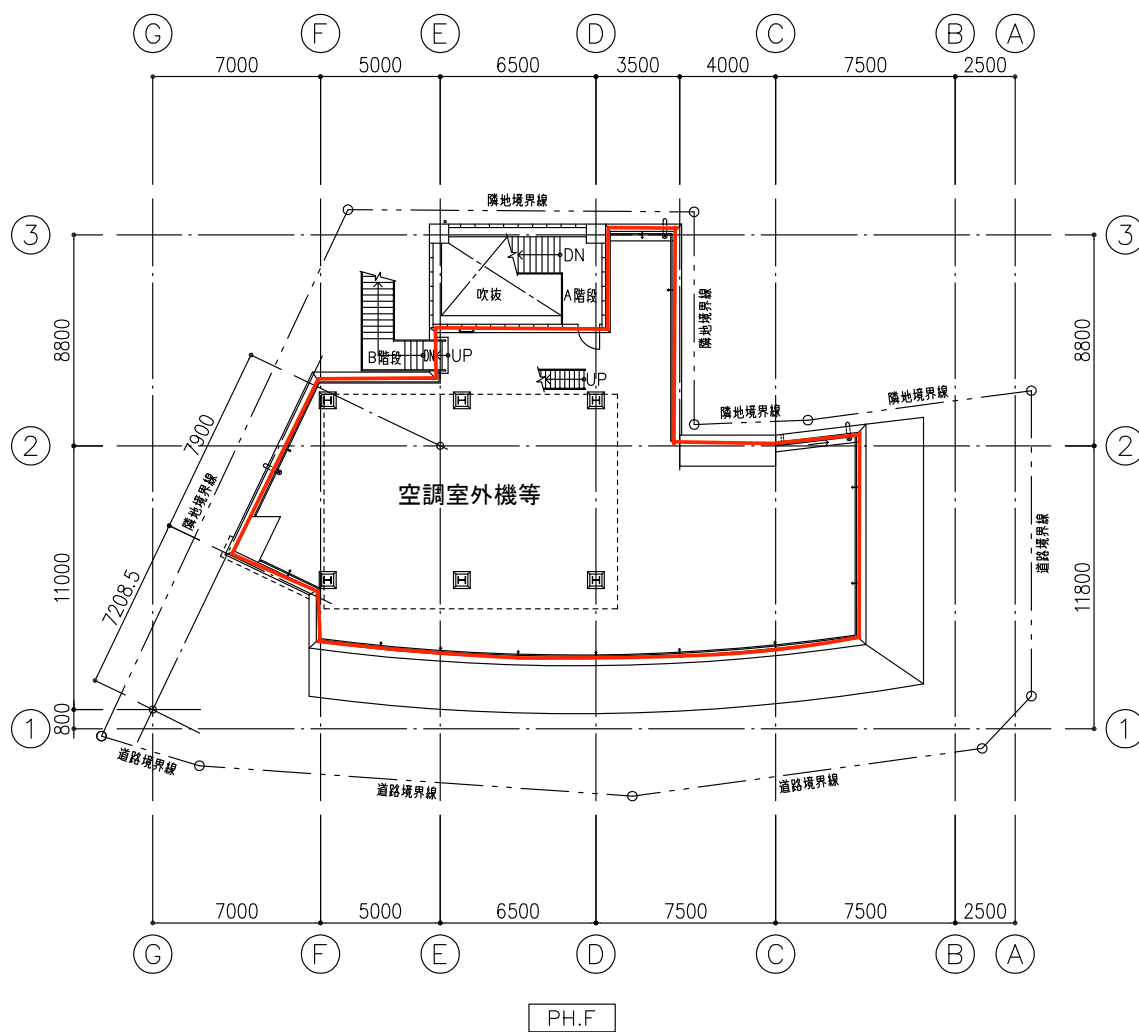 G F E D C B A
7000 5000 6500 3500 4000 7500 2500
隣地境界線
3 3
DN
吹抜 A階段
隣地境界線
8800 8800
B階段 DN UP
UP
隣地境界線 隣地境界線
7900
2 2
隣地境界線
空調室外機等
道路境界線
11000 11800
7208.5
800
1 1
道路境界線
道路境界線 道路境界線
H H H
H H H
7000 5000 6500 7500 7500 2500
G F E D C B A
PH.F